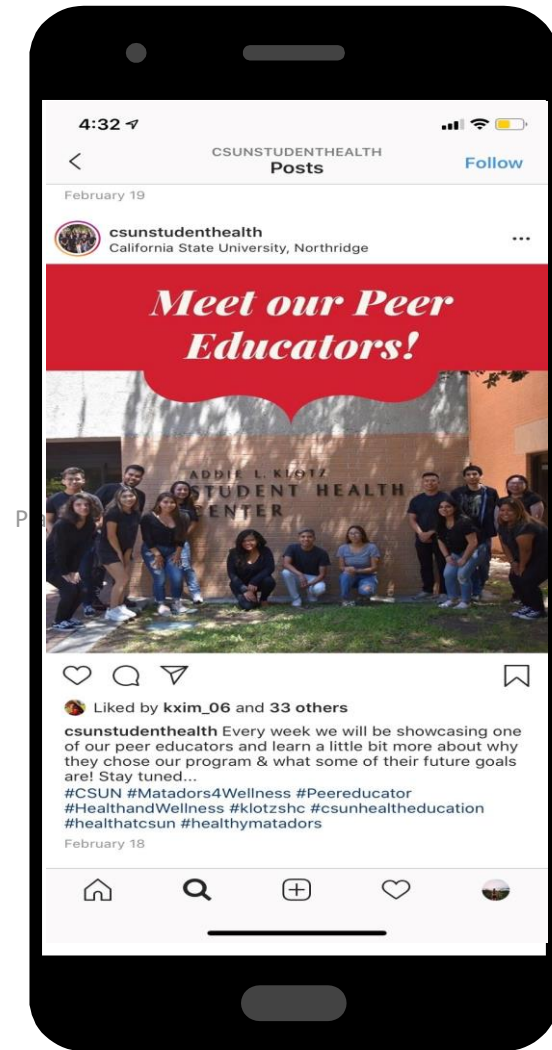 4:32
CSUNSTUDENTHEALTH
Posts
Follow
February 19
csunstudenthealth
California State University, Northridge
Meet our Peer
Educators!
ADDIE L. KLOTZ
STUDENT HEALTH
CENTER
Liked by kxim_06 and 33 others
csunstudenthealth Every week we will be showcasing one
of our peer educators and learn a little bit more about why
they chose our program & what some of their future goals
are! Stay tuned...
#CSUN #Matadors4Wellness #Peereducator
#HealthandWellness #klotzshc #csunhealtheducation
#healthatcsun #healthymatadors
February 18